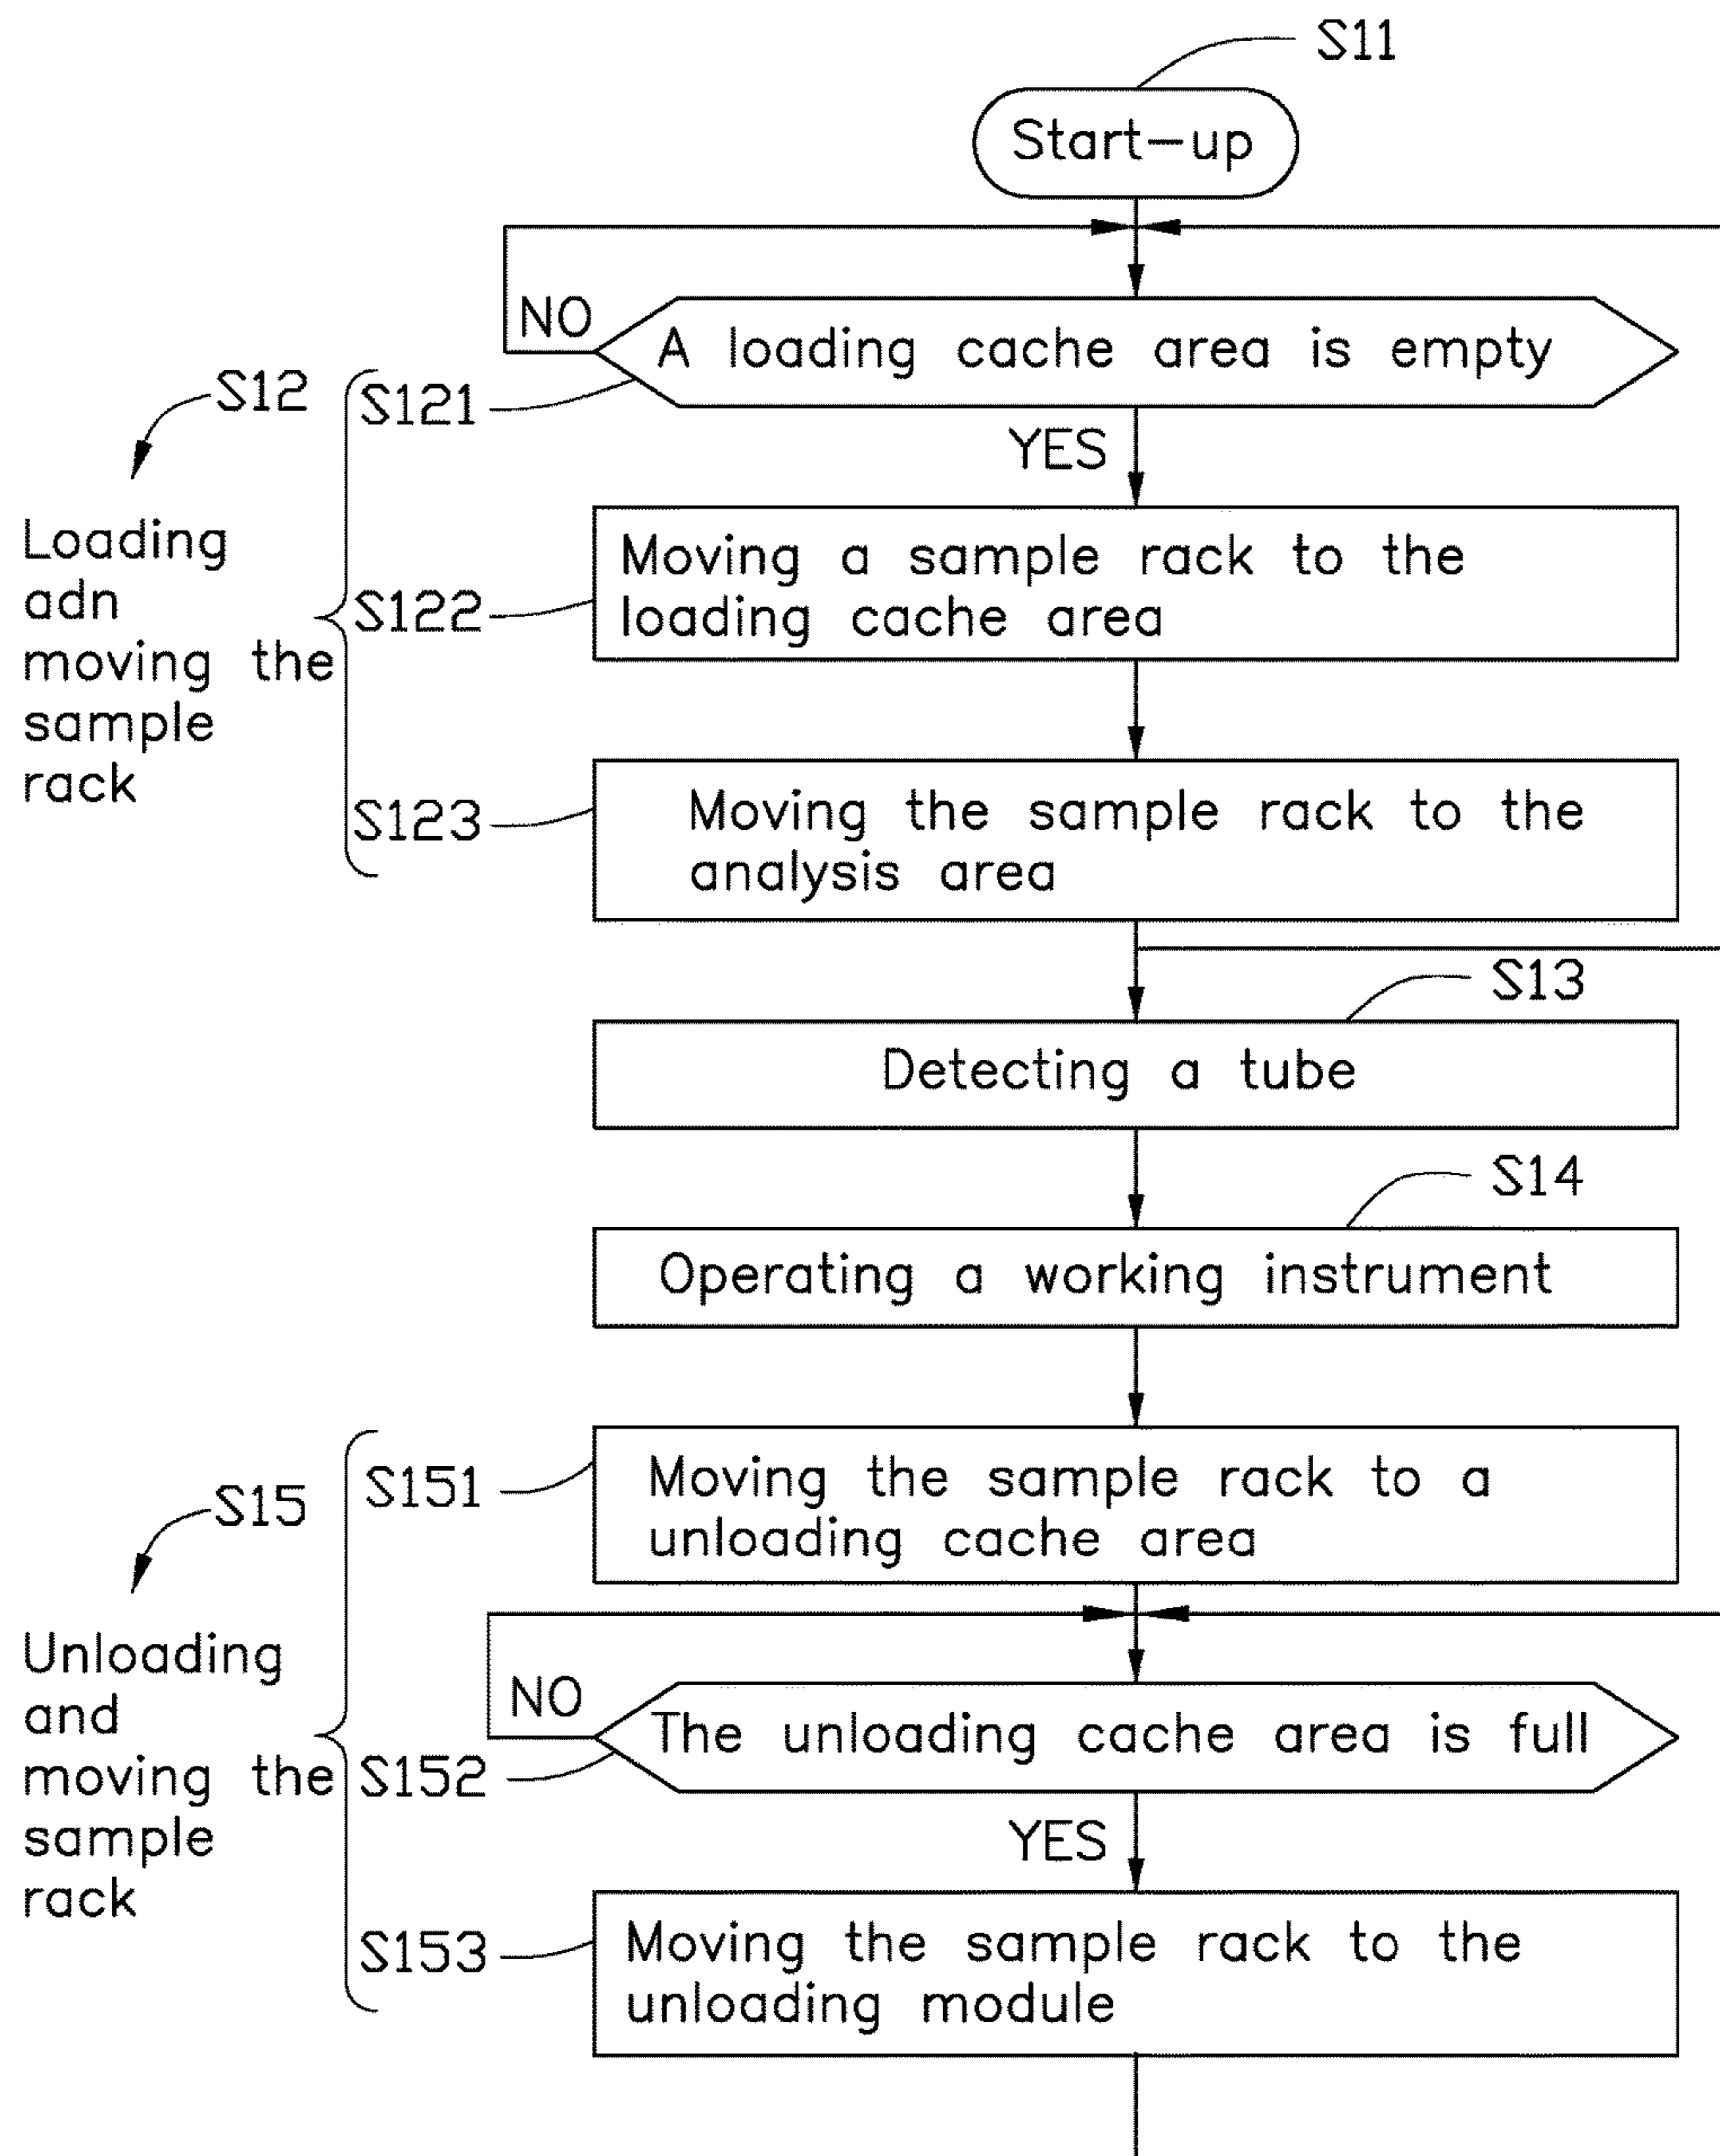 S11
Start-up
NO
A loading cache area is empty
S12
S121
YES
Loading
adn
moving the
sample
rack
S122
Moving a sample rack to the
loading cache area
S123
Moving the sample rack to the
analysis area
S13
Detecting a tube
S14
Operating a working instrument
S15
S151
Moving the sample rack to a
unloading cache area
Unloading
and
moving the
sample
rack
NO
The unloading cache area is full
S152
YES
S153
Moving the sample rack to the
unloading module